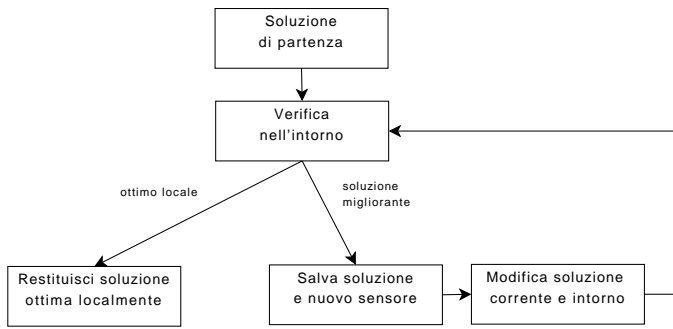 Soluzione
di partenza
Verifica
nell'intorno
ottimo locale
soluzione
migliorante
Restituisci soluzione
ottima localmente
Salva soluzione
e nuovo sensore
Modifica soluzione
corrente e intorno